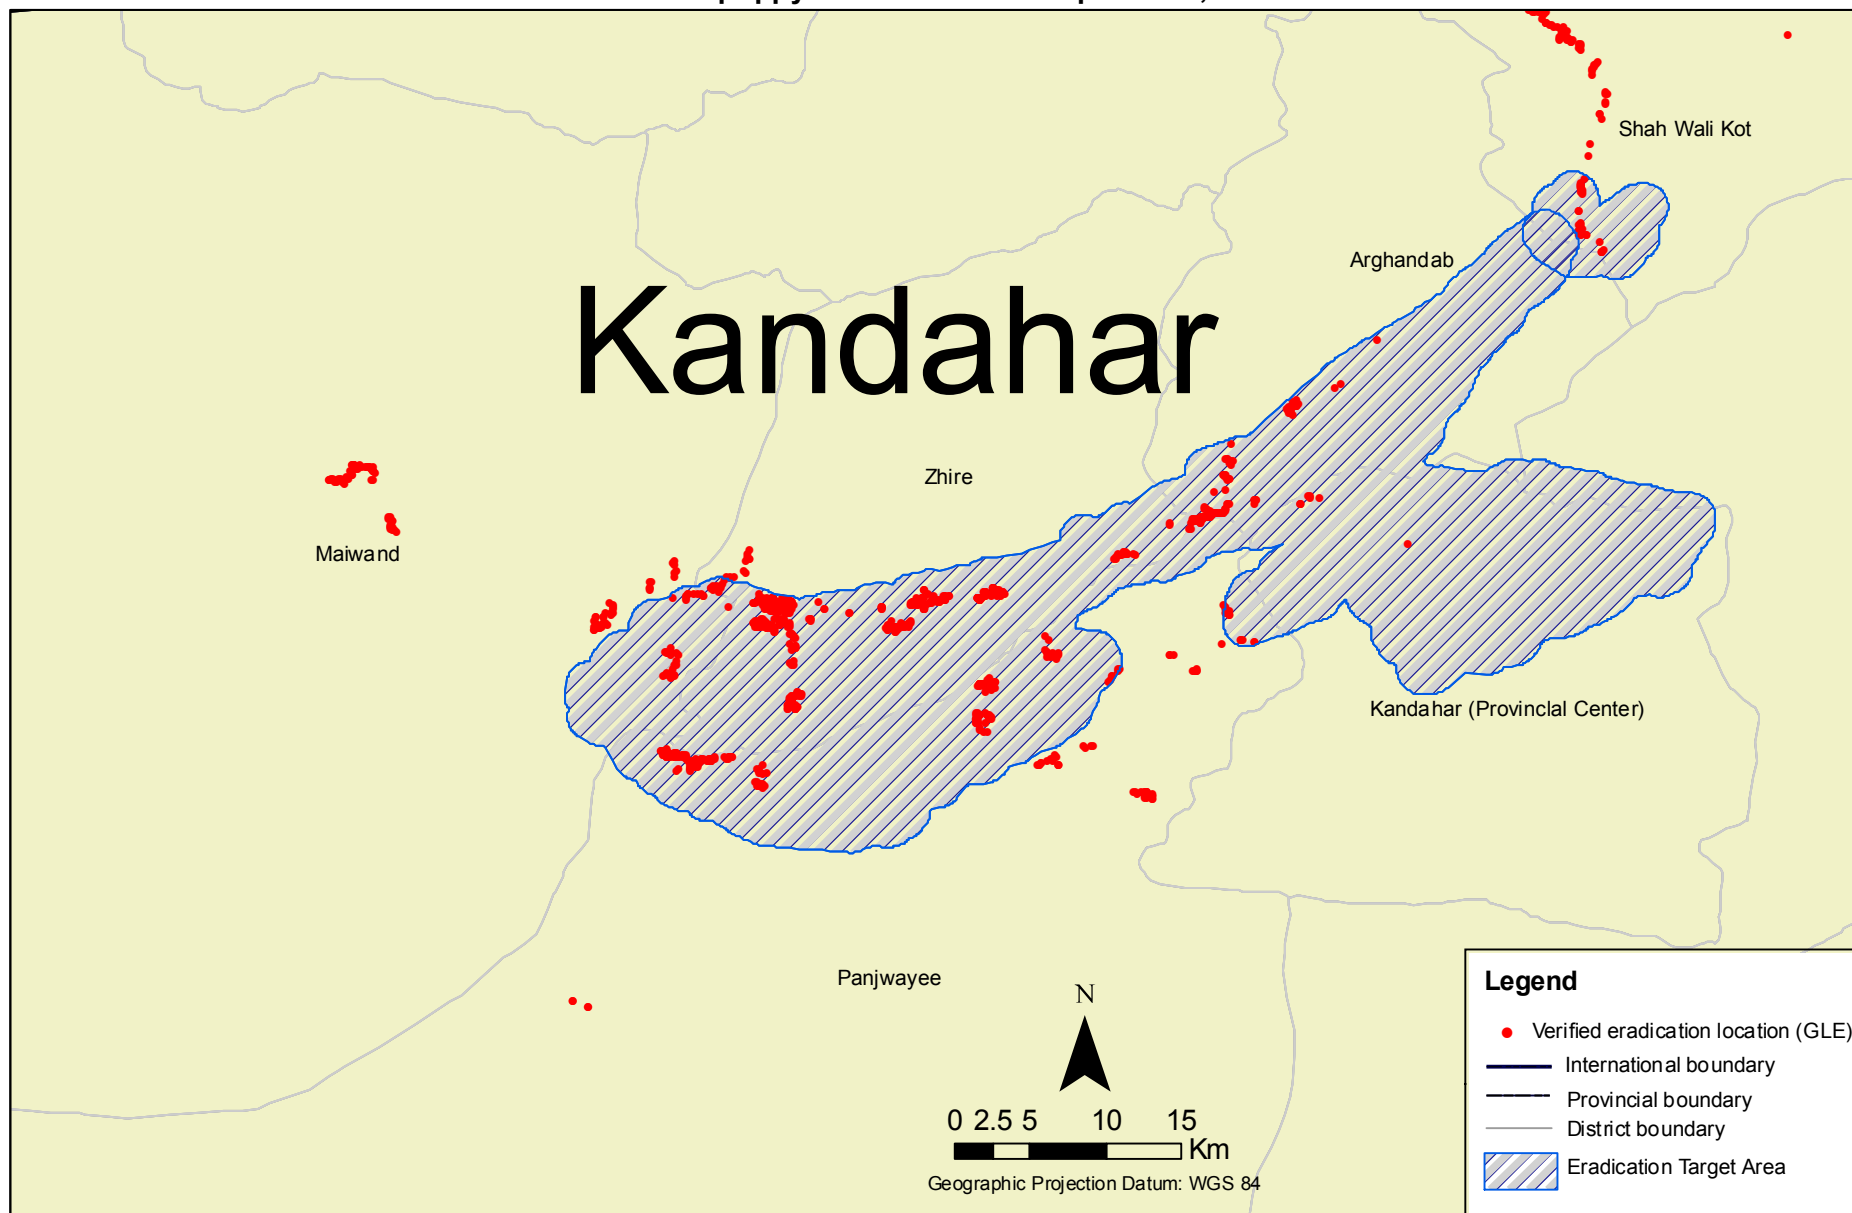 Shah Wali Kot
Arghandab
Kandahar
Zhire
Maiwand
Kandahar (Provinclal Center)
Panjwayee
N
0 2.5 5 10 15
Km
Geographic Projection Datum: WGS 84
Legend
Verified eradication location (GLE)
International boundary
Provincial boundary
District boundary
Eradication Target Area